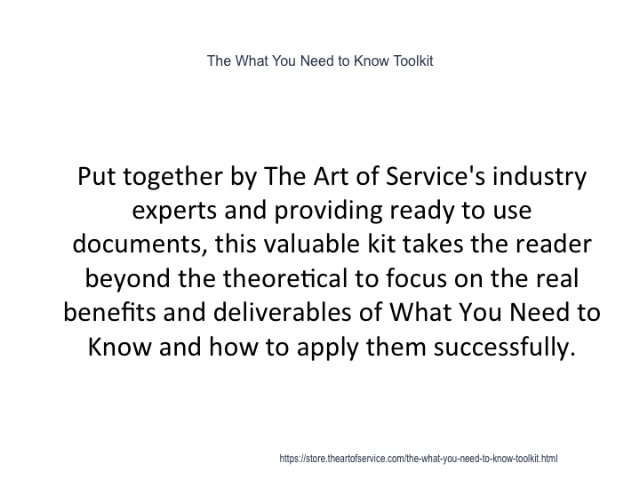 The What You Need to Know Toolkit
Put together by The Art of Service's industry
experts and providing ready to use
documents, this valuable kit takes the reader
beyond the theoretical to focus on the real
benefits and deliverables of What You Need to
Know and how to apply them successfully.
https://store.theartofservice.com/the-what-you-need-to-know-toolkit.html